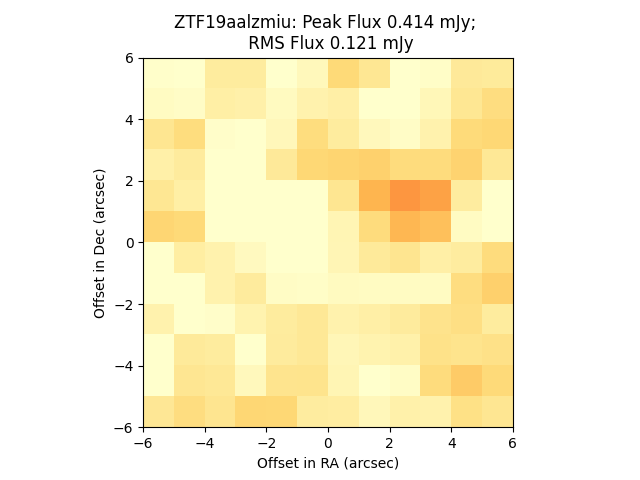 ZTF19aalzmiu: Peak Flux 0.414 mJy;
RMS Flux 0.121 mJy
6
4
2
0
−2
−4
−6
Offset in Dec (arcsec)
−6 −4 −2 0 2 4 6
Offset in RA (arcsec)